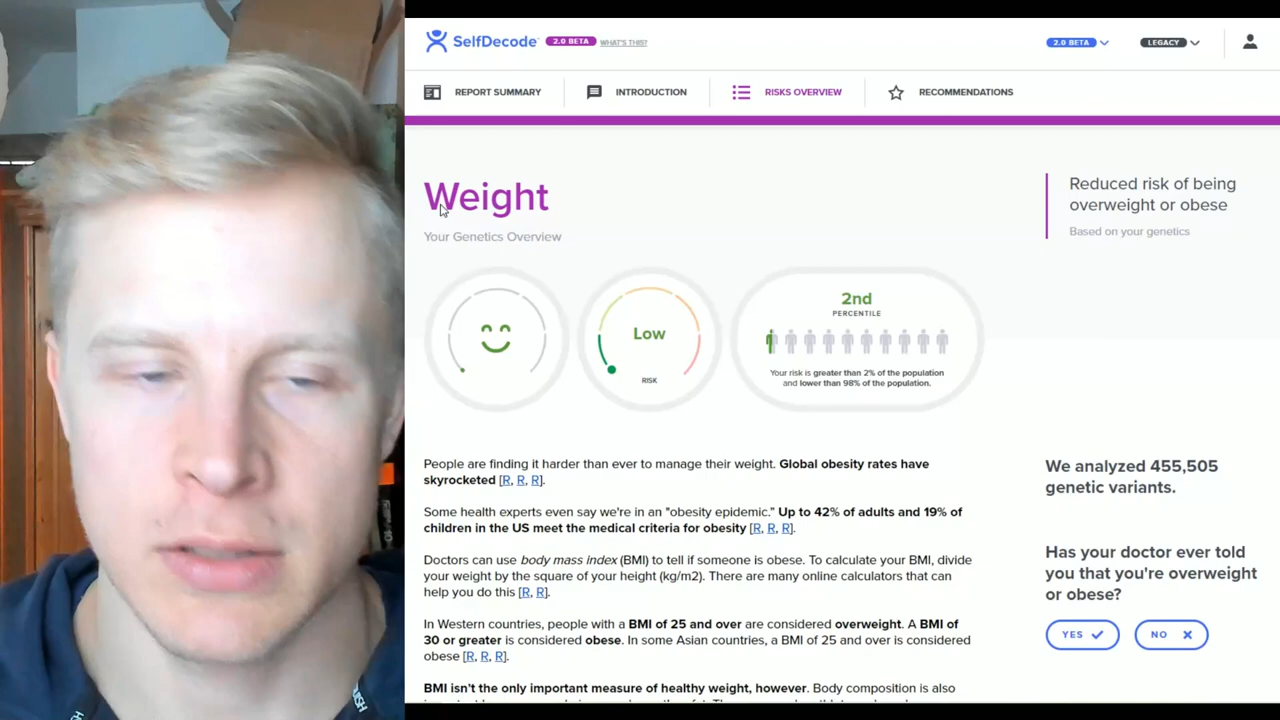 SelfDecode 2.0 BETA WHAT'S THIS?
2.0 BETA LEGACY
REPORT SUMMARY INTRODUCTION RISKS OVERVIEW RECOMMENDATIONS
Weight
Your Genetics Overview
Reduced risk of being
overweight or obese
Based on your genetics
Low
RISK
2nd
PERCENTILE
Your risk is greater than 2% of the population
and lower than 98% of the population.
People are finding it harder than ever to manage their weight. Global obesity rates have
skyrocketed [R, R, R].
Some health experts even say we're in an "obesity epidemic." Up to 42% of adults and 19% of
children in the US meet the medical criteria for obesity [R, R, R].
Doctors can use body mass index (BMI) to tell if someone is obese. To calculate your BMI, divide
your weight by the square of your height (kg/m2). There are many online calculators that can
help you do this [R, R].
In Western countries, people with a BMI of 25 and over are considered overweight. A BMI of
30 or greater is considered obese. In some Asian countries, a BMI of 25 and over is considered
obese [R, R, R].
BMI isn't the only important measure of healthy weight, however. Body composition is also
We analyzed 455,505
genetic variants.
Has your doctor ever told
you that you're overweight
or obese?
YES NO